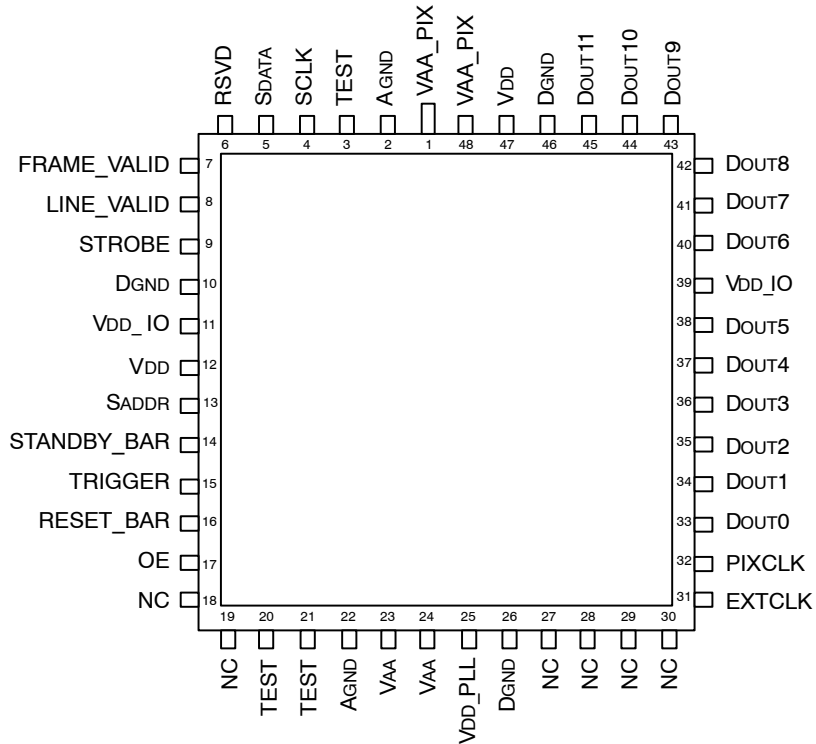 RSVD
SDATA
SCLK
TEST
AGND
VAA_PIX
VAA_PIX
VDD
DGND
DOUT11
DOUT10
DOUT9
6 5 4 3 2 1 48 47 46 45 44 43
FRAME_VALID 7
LINE_VALID 8
STROBE 9
DGND 10
VDD_IO 11
VDD 12
SADDR 13
STANDBY_BAR 14
TRIGGER 15
RESET_BAR 16
OE 17
NC 18
42 DOUT8
41 DOUT7
40 DOUT6
39 VDD_IO
38 DOUT5
37 DOUT4
36 DOUT3
35 DOUT2
34 DOUT1
33 DOUT0
32 PIXCLK
31 EXTCLK
19 20 21 22 23 24 25 26 27 28 29 30
NC
TEST
TEST
AGND
VAA
VAA
VDD_PLL
DGND
NC
NC
NC
NC